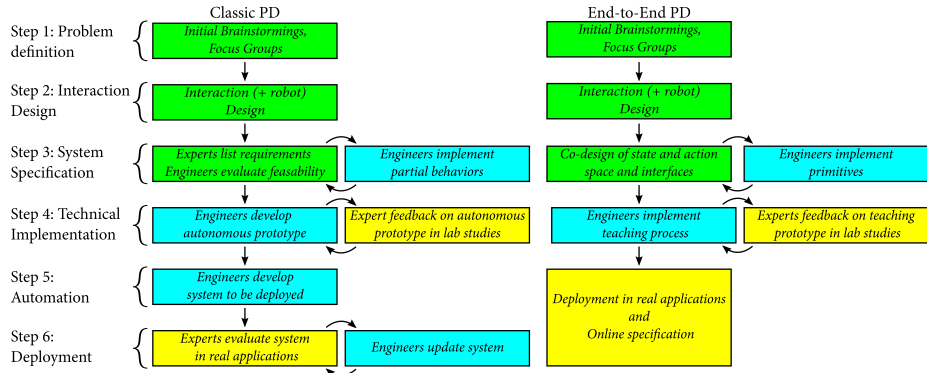 Classic PD
End-to-End PD
Step 1: Problem
definition
Initial Brainstormings,
Focus Groups
Initial Brainstormings,
Focus Groups
Step 2: Interaction
Design
Interaction (+ robot)
Design
Interaction (+ robot)
Design
Step 3: System
Specification
Experts list requirements
Engineers evaluate feasability
Engineers implement
partial behaviors
Co-design of state and action
space and interfaces
Engineers implement
primitives
Step 4: Technical
Implementation
Engineers develop
autonomous prototype
Expert feedback on autonomous
prototype in lab studies
Engineers implement
teaching process
Experts feedback on teaching
prototype in lab studies
Step 5:
Automation
Engineers develop
system to be deployed
Deployment in real applications
and
Online specification
Step 6:
Deployment
Experts evaluate system
in real applications
Engineers update system